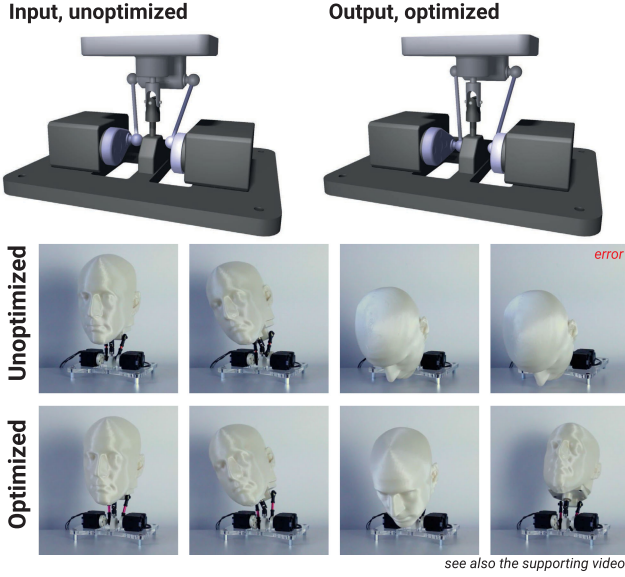 Input, unoptimized
Output, optimized
Unoptimized
error
Optimized
see also the supporting video